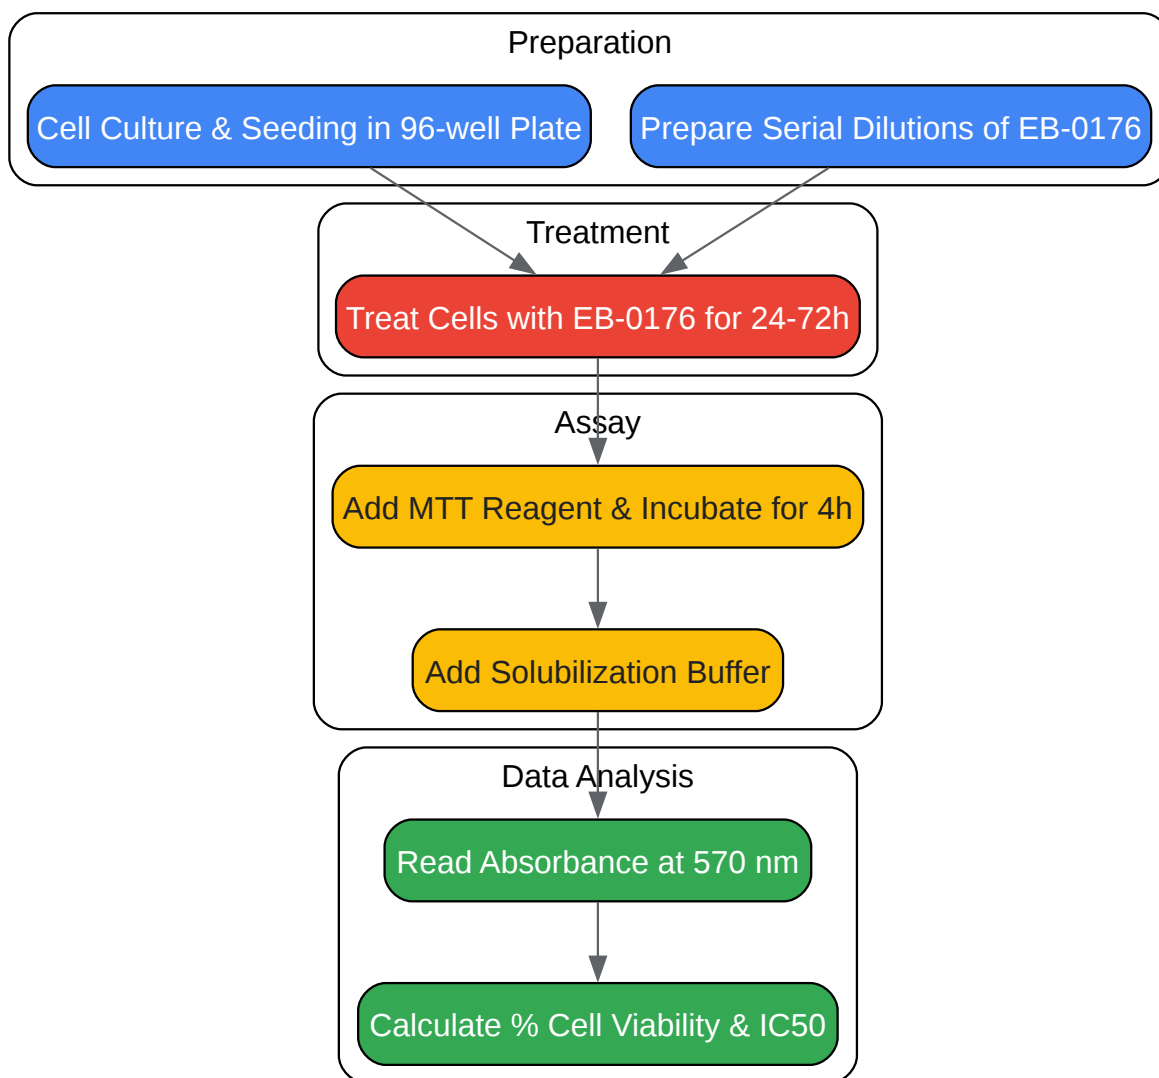 Preparation
Cell Culture & Seeding in 96-well Plate
Prepare Serial Dilutions of EB-0176
Treatment
Treat Cells with EB-0176 for 24-72h
Assay
Add MTT Reagent & Incubate for 4h
Add Solubilization Buffer
Data Analysis
Read Absorbance at 570 nm
Calculate % Cell Viability & IC50